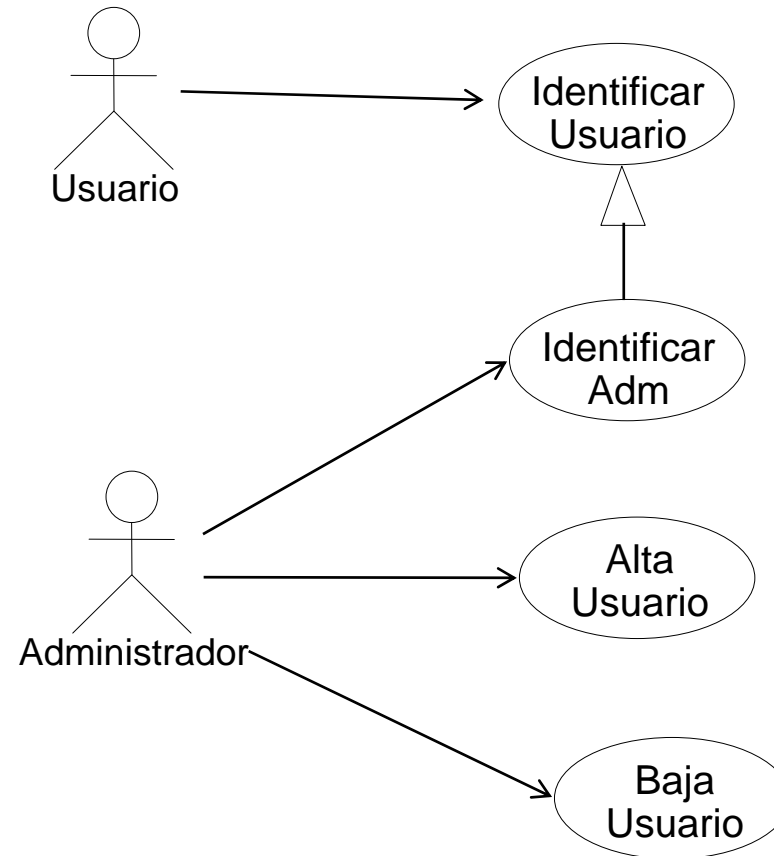 Identificar
Usuario
Usuario
Identificar
Adm
Alta
Usuario
Administrador
Baja
Usuario